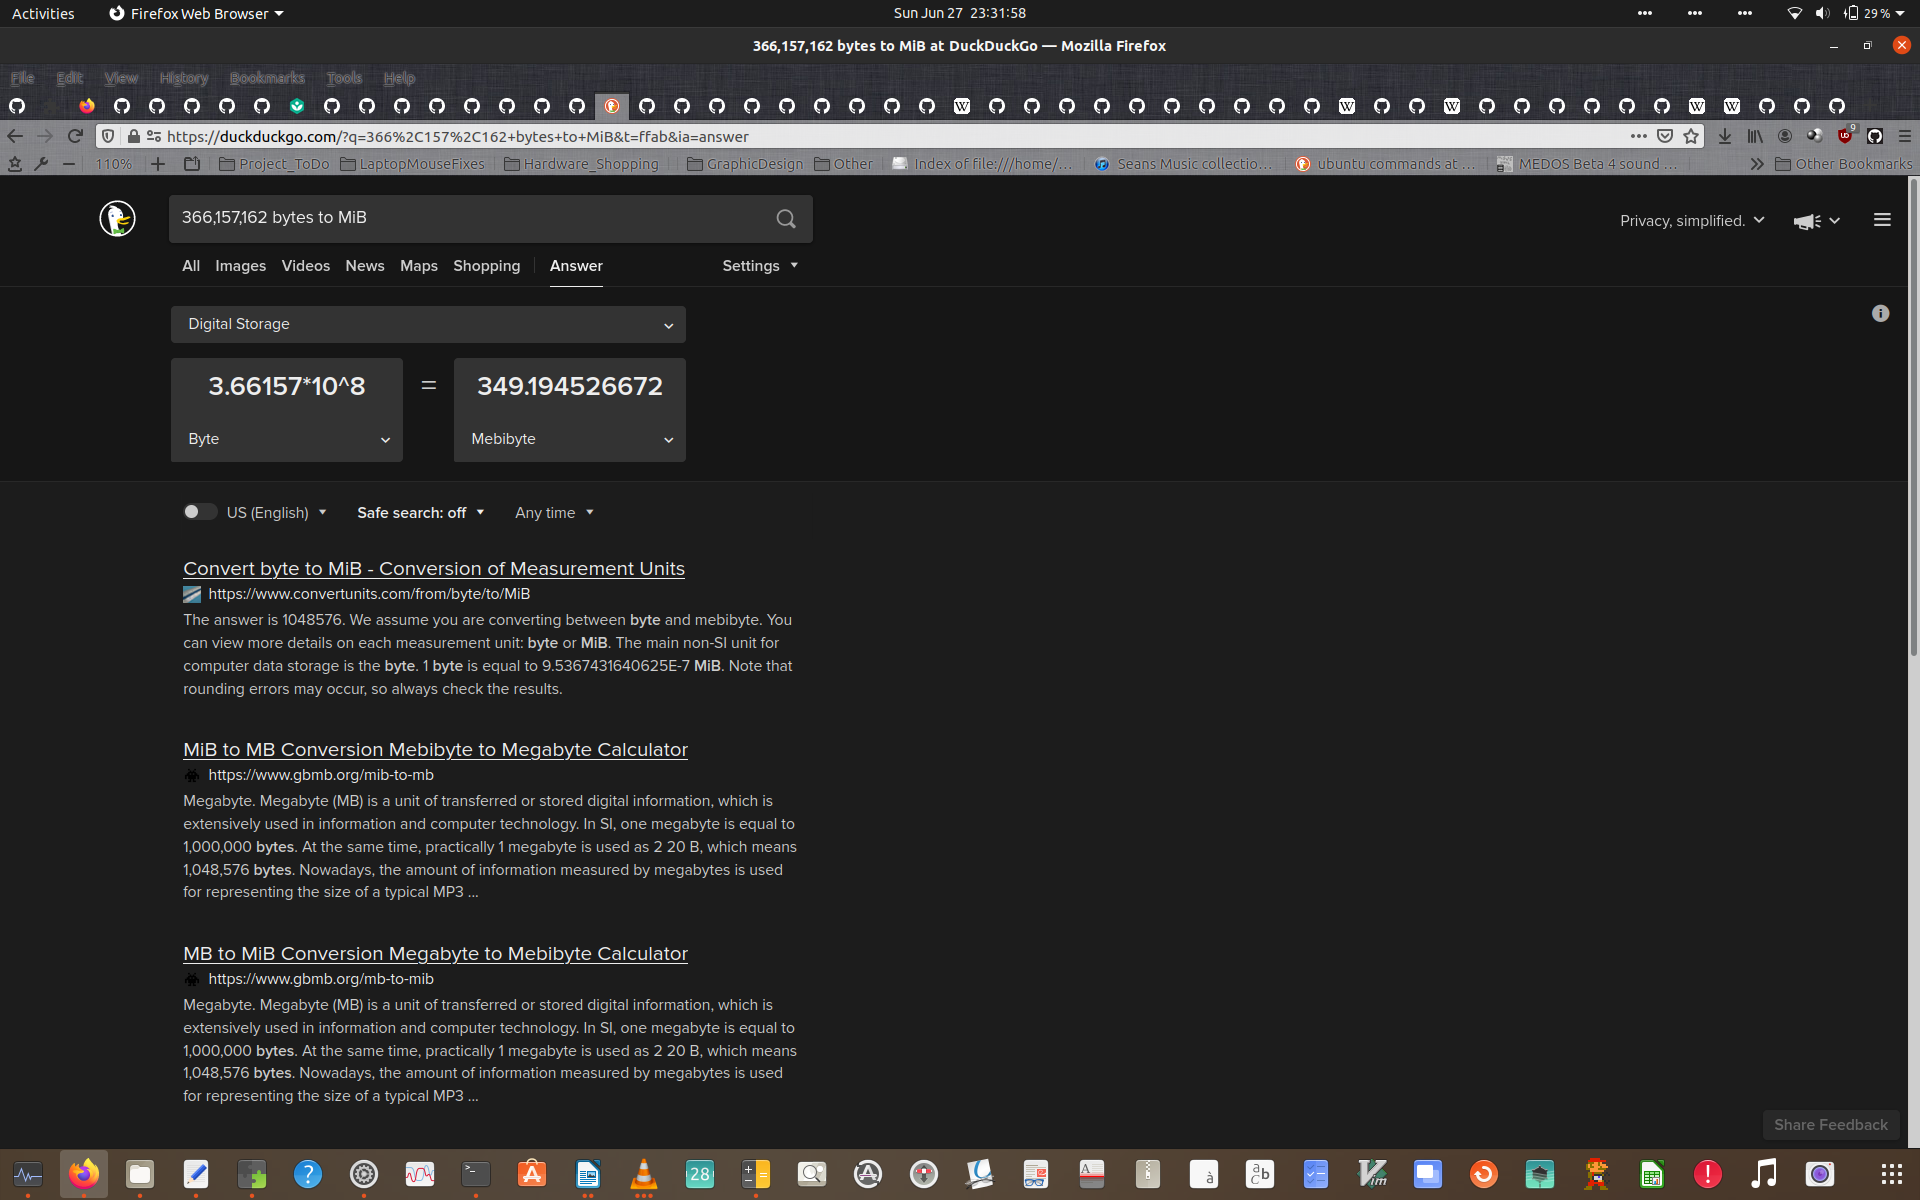 Activities
Firefox Web Browser
Sun Jun 27 23:31:58
29 %
366,157,162 bytes to MiB at DuckDuckGo — Mozilla Firefox
File Edit View History Bookmarks Tools Help
https://duckduckgo.com/?q=366%2C157%2C162+bytes+to+MiB&t=ffab&ia=answer
9
110%
Project_ToDo
LaptopMouseFixes
Hardware_Shopping
GraphicDesign
Other
Index of file:///home/...
Seans Music collectio...
ubuntu commands at ...
MEDOS Beta 4 sound ...
Other Bookmarks
366,157,162 bytes to MiB
Privacy, simplified.
All Images Videos News Maps Shopping Answer Settings
Digital Storage
3.66157*10^8 = 349.194526672
Byte Mebibyte
US (English) Safe search: off Any time
Convert byte to MiB - Conversion of Measurement Units
https://www.convertunits.com/from/byte/to/MiB
The answer is 1048576. We assume you are converting between byte and mebibyte. You
can view more details on each measurement unit: byte or MiB. The main non-SI unit for
computer data storage is the byte. 1 byte is equal to 9.5367431640625E-7 MiB. Note that
rounding errors may occur, so always check the results.
MiB to MB Conversion Mebibyte to Megabyte Calculator
https://www.gbmb.org/mib-to-mb
Megabyte. Megabyte (MB) is a unit of transferred or stored digital information, which is
extensively used in information and computer technology. In SI, one megabyte is equal to
1,000,000 bytes. At the same time, practically 1 megabyte is used as 2 20 B, which means
1,048,576 bytes. Nowadays, the amount of information measured by megabytes is used
for representing the size of a typical MP3 ...
MB to MiB Conversion Megabyte to Mebibyte Calculator
https://www.gbmb.org/mb-to-mib
Megabyte. Megabyte (MB) is a unit of transferred or stored digital information, which is
extensively used in information and computer technology. In SI, one megabyte is equal to
1,000,000 bytes. At the same time, practically 1 megabyte is used as 2 20 B, which means
1,048,576 bytes. Nowadays, the amount of information measured by megabytes is used
for representing the size of a typical MP3 ...
Share Feedback
28